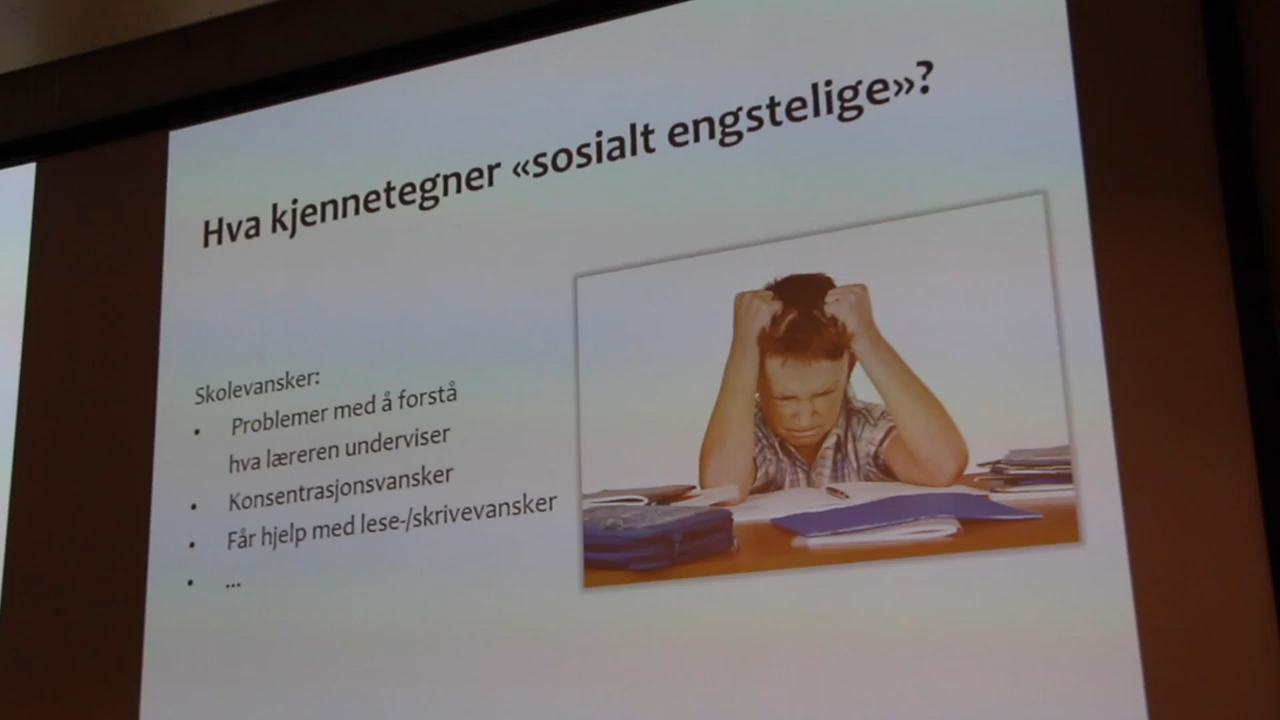 Hva kjennetegner «sosialt engstelige»?
Skolevansker:
• Problemer med å forstå
hva læreren underviser
• Konsentrasjonsvansker
• Får hjelp med lese-/skrivevansker
• ...